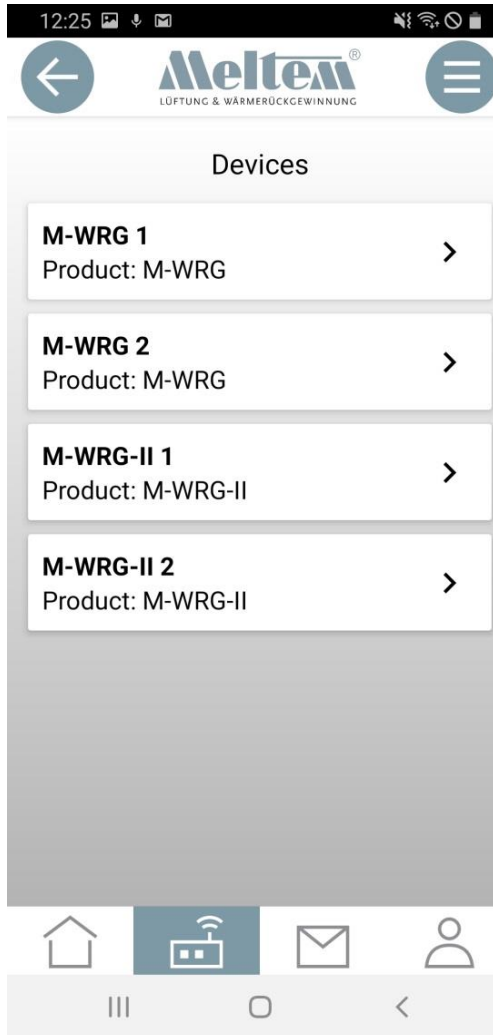 12:25
Meltem®
LÜFTUNG & WÄRMERÜCKGEWINNUNG
Devices
M-WRG 1
Product: M-WRG
M-WRG 2
Product: M-WRG
M-WRG-II 1
Product: M-WRG-II
M-WRG-II 2
Product: M-WRG-II